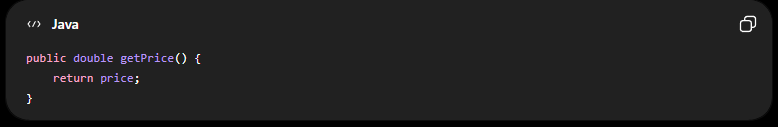 </> Java
public double getPrice() {
    return price;
}